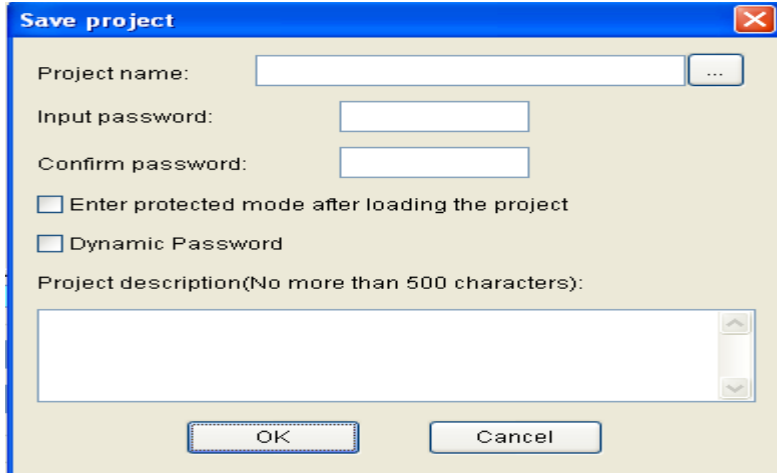 Save project
Project name:
...
Input password:
Confirm password:
Enter protected mode after loading the project
Dynamic Password
Project description(No more than 500 characters):
OK Cancel